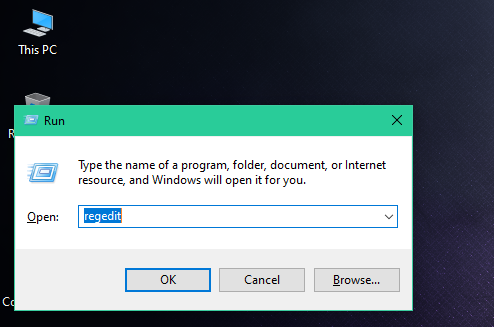 This PC
Run
Type the name of a program, folder, document, or Internet
resource, and Windows will open it for you.
Open:
regedit
OK
Cancel
Browse...